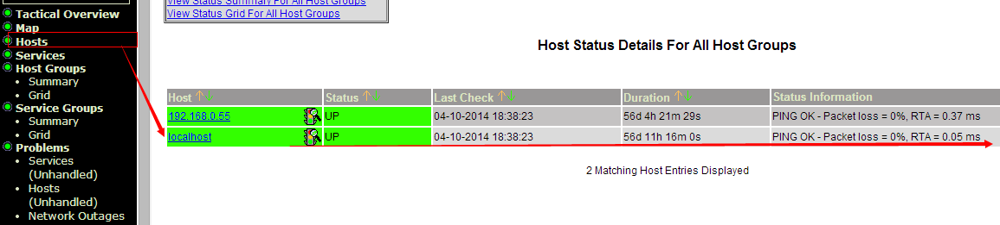 Tactical Overview
Map
Hosts
Services
Host Groups
Summary
Grid
Service Groups
Summary
Grid
Problems
Services
(Unhandled)
Hosts
(Unhandled)
Network Outages
View Status Summary For All Host Groups
View Status Grid For All Host Groups
Host Status Details For All Host Groups
Host Status Last Check Duration Status Information
192.168.0.55 UP 04-10-2014 18:38:23 56d 4h 21m 29s PING OK - Packet loss = 0%, RTA = 0.37 ms
localhost UP 04-10-2014 18:38:23 56d 11h 16m 0s PING OK - Packet loss = 0%, RTA = 0.05 ms
2 Matching Host Entries Displayed